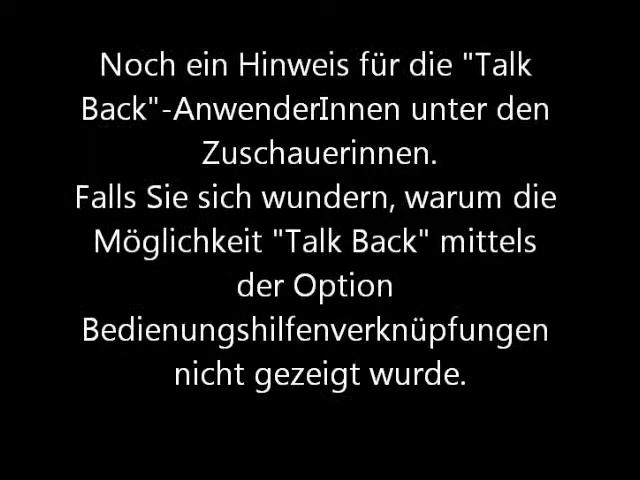 Noch ein Hinweis für die "Talk
Back"-AnwenderInnen unter den
Zuschauerinnen.
Falls Sie sich wundern, warum die
Möglichkeit "Talk Back" mittels
der Option
Bedienungshilfenverknüpfungen
nicht gezeigt wurde.